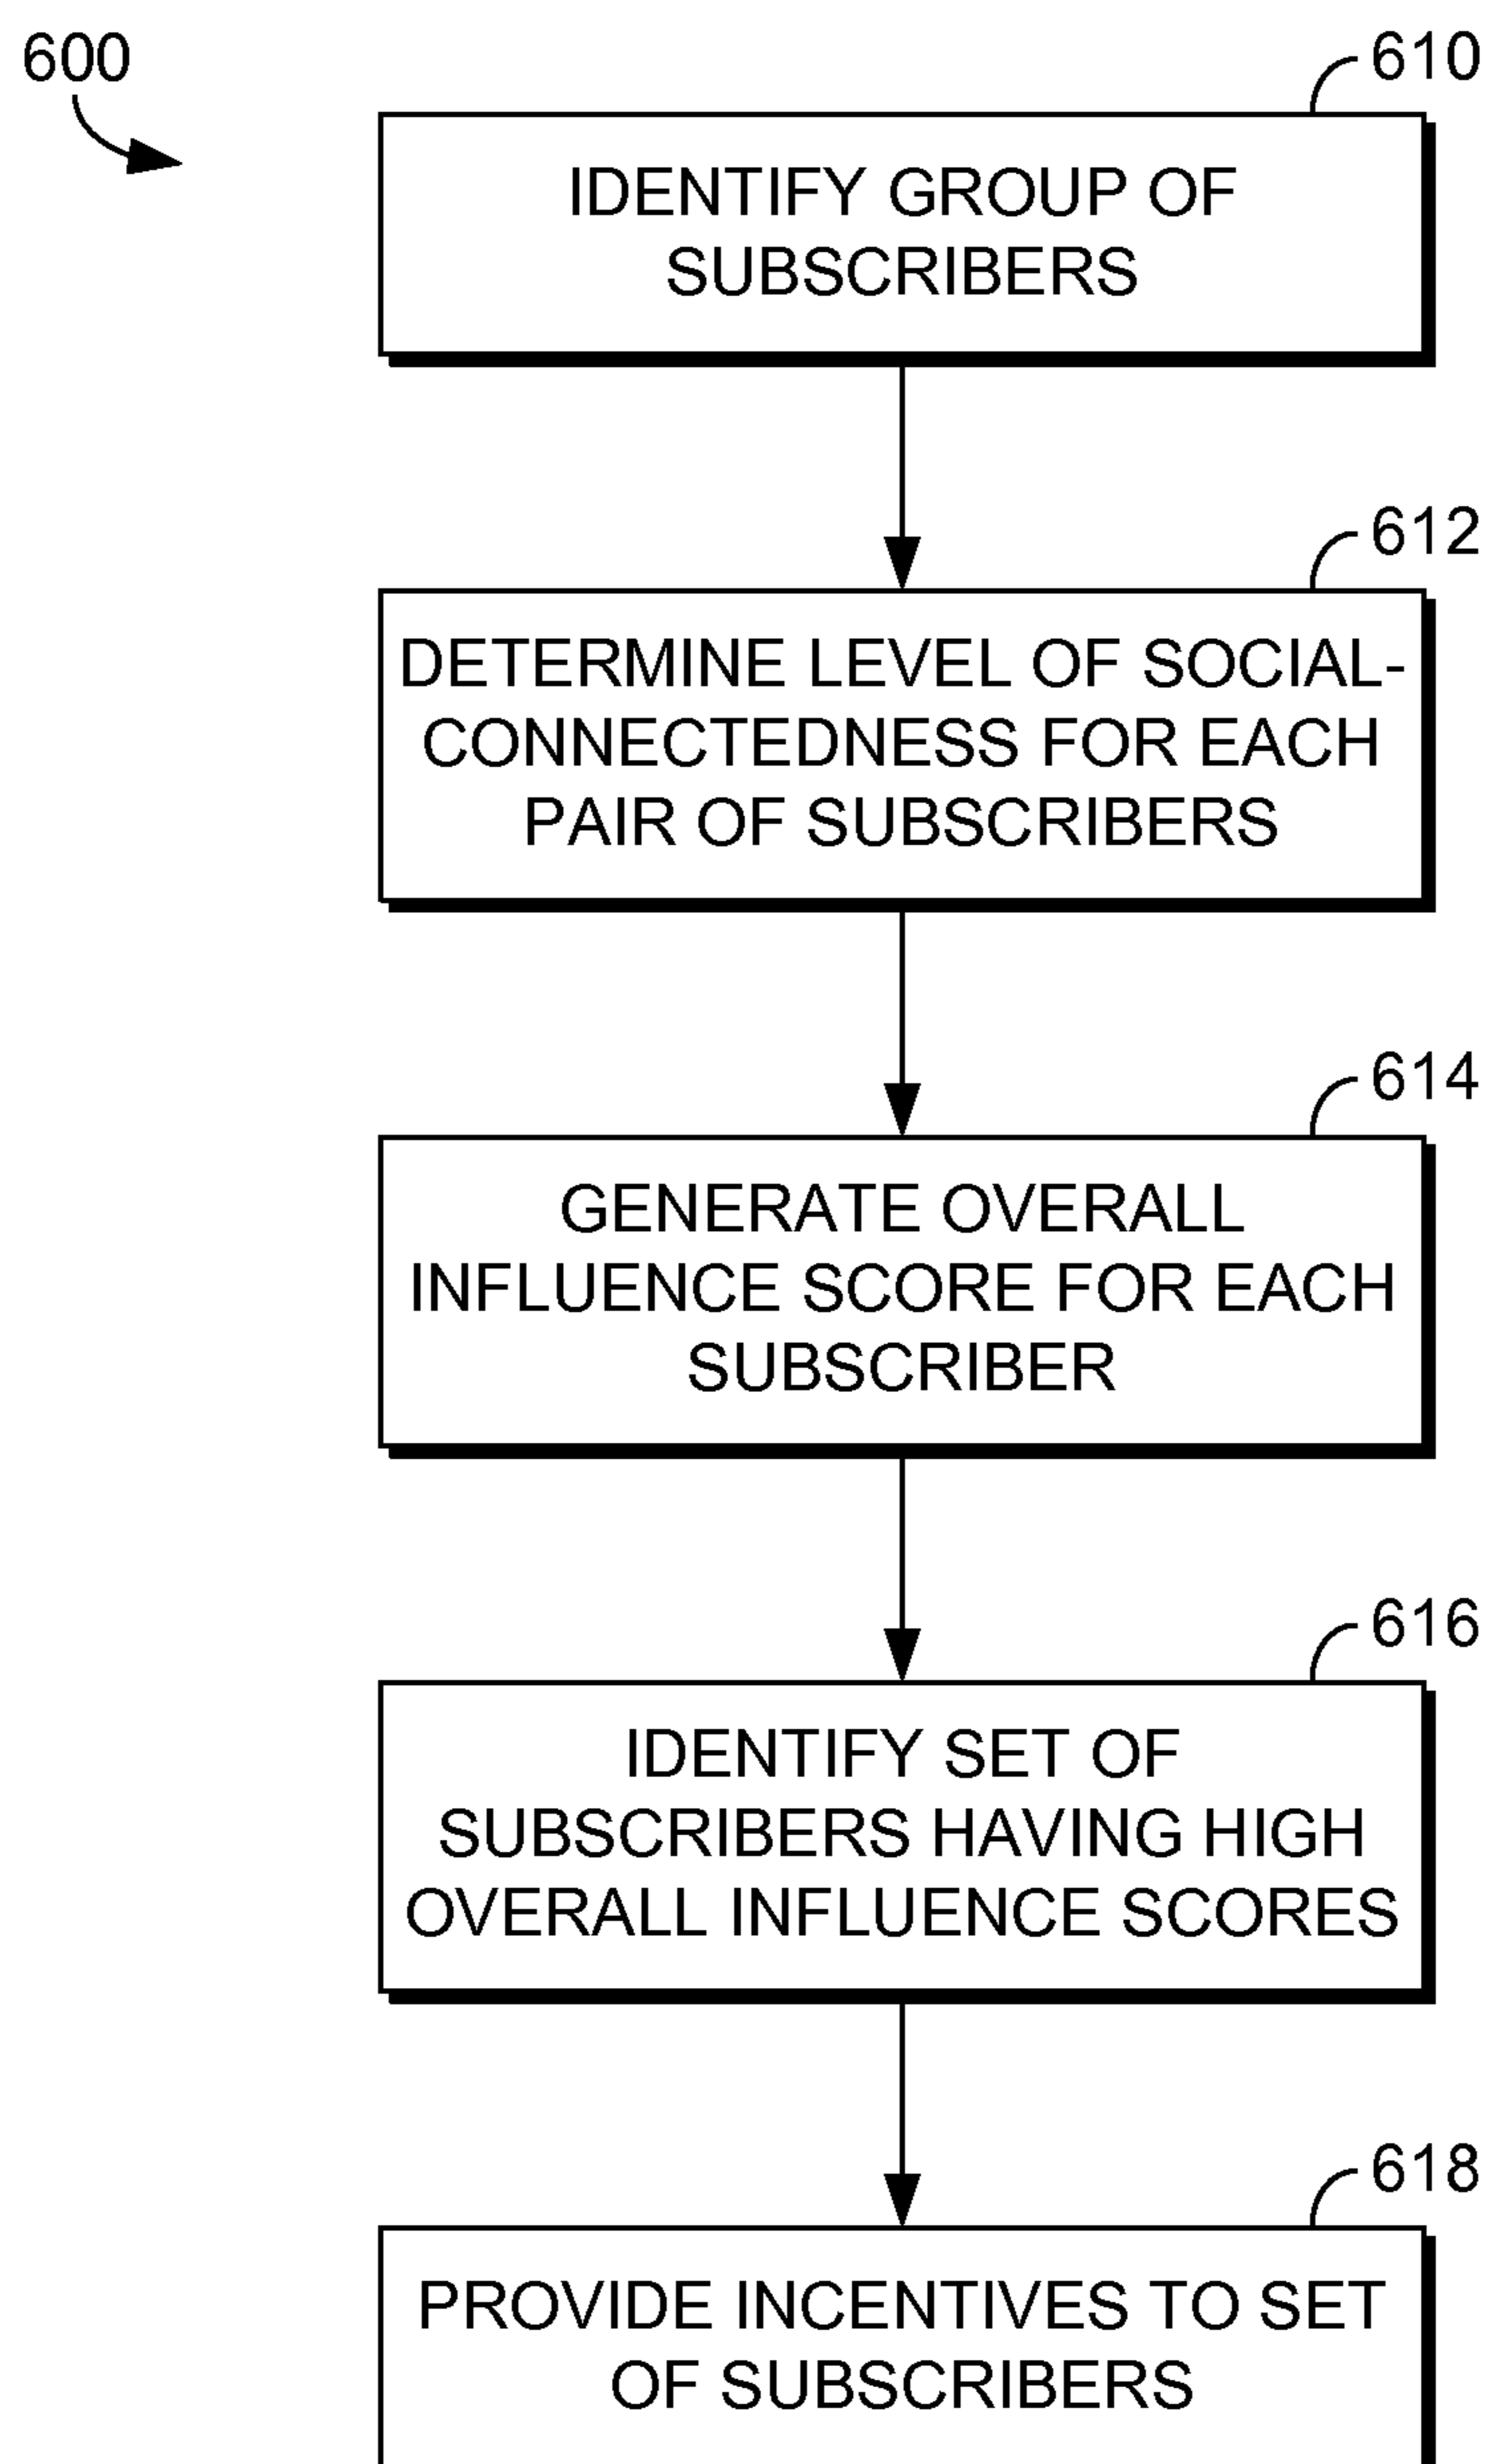 600
610
IDENTIFY GROUP OF
SUBSCRIBERS
612
DETERMINE LEVEL OF SOCIAL-
CONNECTEDNESS FOR EACH
PAIR OF SUBSCRIBERS
614
GENERATE OVERALL
INFLUENCE SCORE FOR EACH
SUBSCRIBER
616
IDENTIFY SET OF
SUBSCRIBERS HAVING HIGH
OVERALL INFLUENCE SCORES
618
PROVIDE INCENTIVES TO SET
OF SUBSCRIBERS